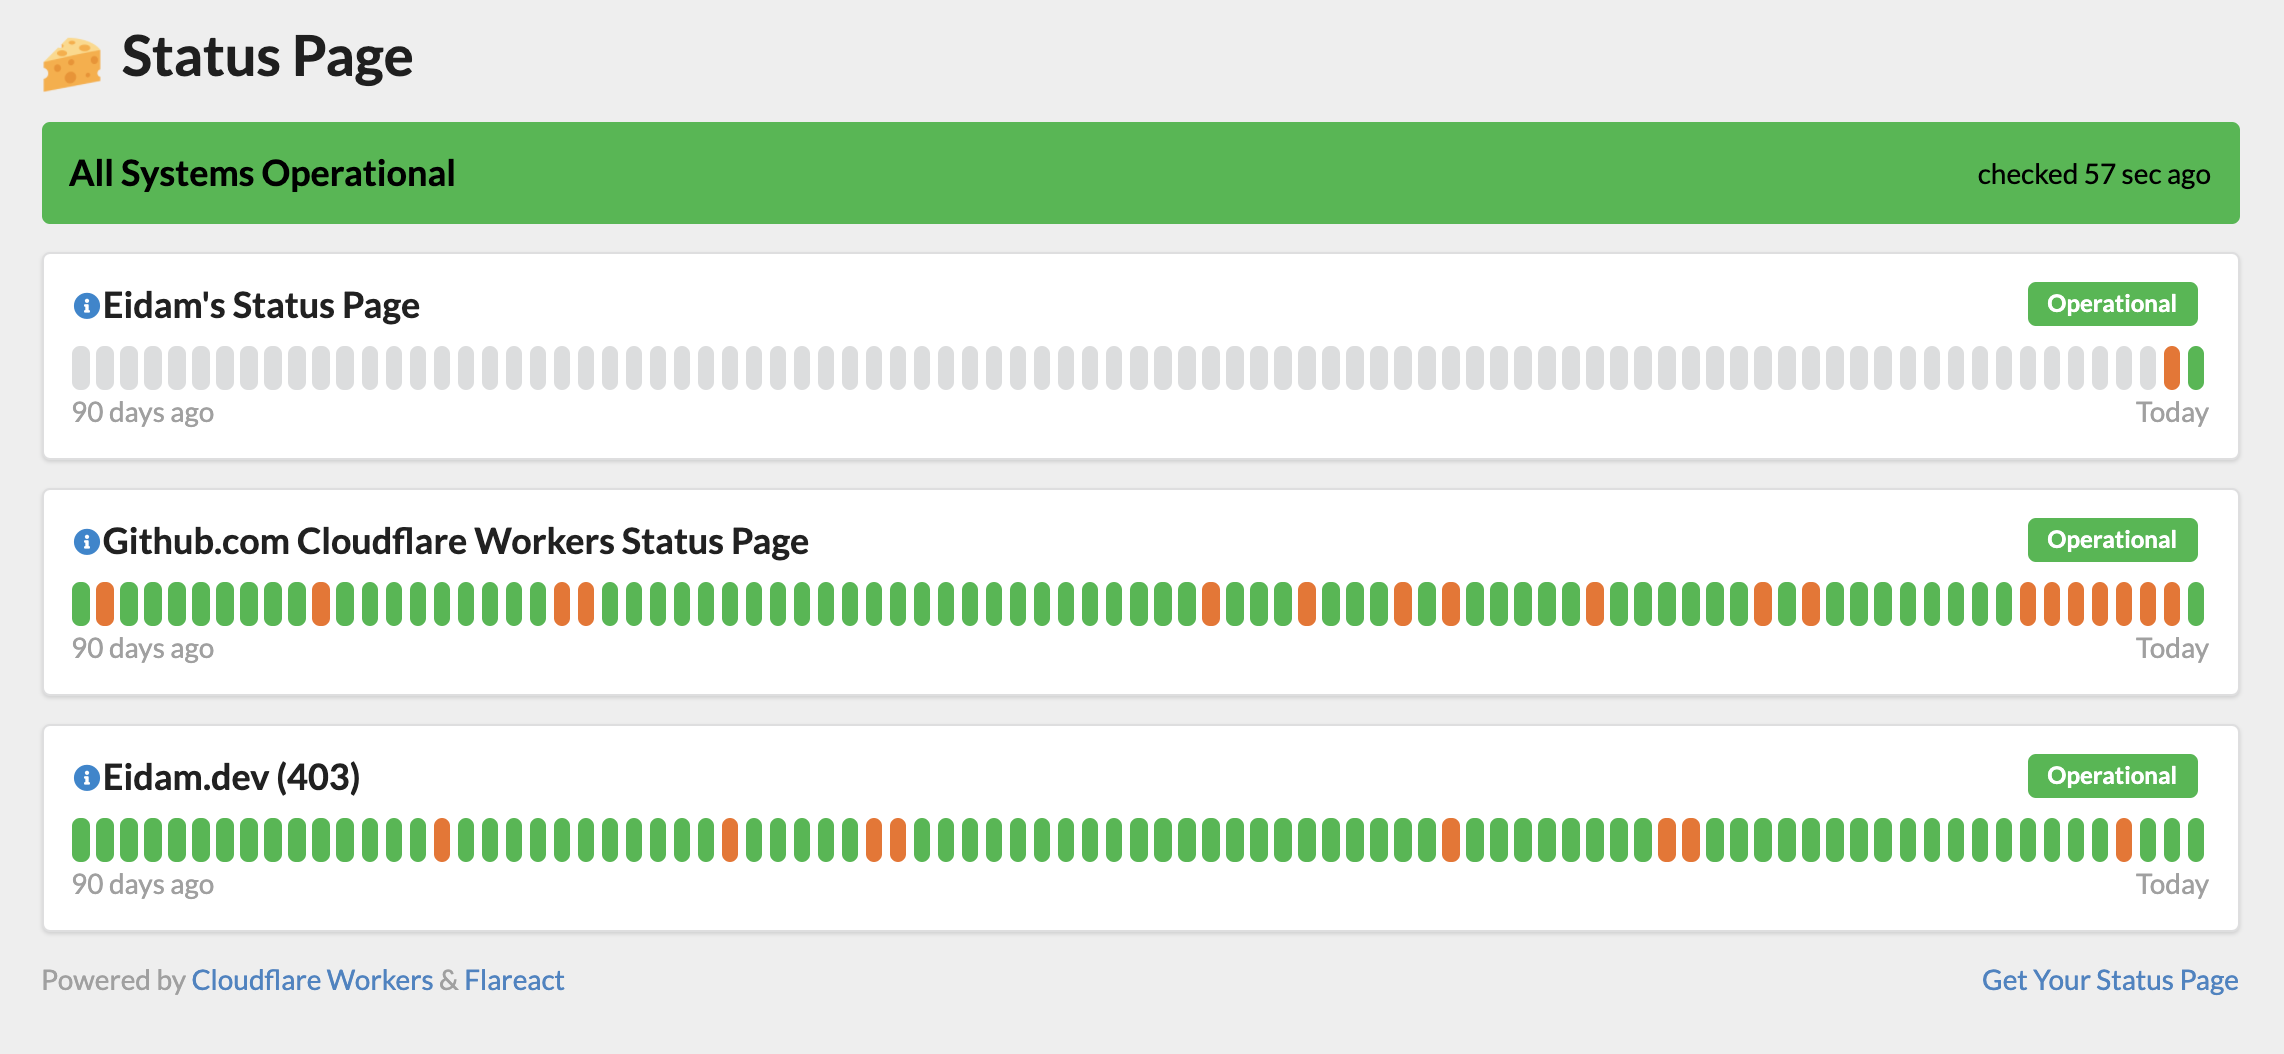 Status Page
All Systems Operational
checked 57 sec ago
Eidam's Status Page
Operational
90 days ago
Today
Github.com Cloudflare Workers Status Page
Operational
90 days ago
Today
Eidam.dev (403)
Operational
90 days ago
Today
Powered by Cloudflare Workers & Flareact
Get Your Status Page